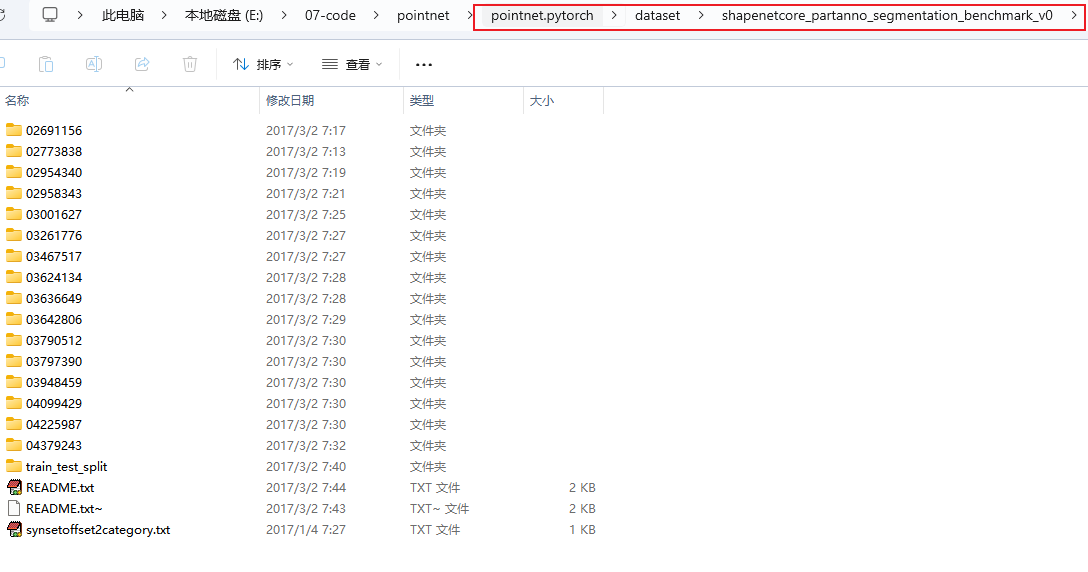 此电脑 本地磁盘 (E:) 07-code pointnet pointnet.pytorch dataset shapenetcore_partanno_segmentation_benchmark_v0
排序 查看
名称 修改日期 类型 大小
02691156 2017/3/2 7:17 文件夹
02773838 2017/3/2 7:13 文件夹
02954340 2017/3/2 7:19 文件夹
02958343 2017/3/2 7:21 文件夹
03001627 2017/3/2 7:25 文件夹
03261776 2017/3/2 7:27 文件夹
03467517 2017/3/2 7:27 文件夹
03624134 2017/3/2 7:28 文件夹
03636649 2017/3/2 7:28 文件夹
03642806 2017/3/2 7:29 文件夹
03790512 2017/3/2 7:30 文件夹
03797390 2017/3/2 7:30 文件夹
03948459 2017/3/2 7:30 文件夹
04099429 2017/3/2 7:30 文件夹
04225987 2017/3/2 7:30 文件夹
04379243 2017/3/2 7:32 文件夹
train_test_split 2017/3/2 7:40 文件夹
README.txt 2017/3/2 7:44 TXT 文件 2 KB
README.txt~ 2017/3/2 7:43 TXT~ 文件 2 KB
synsetoffset2category.txt 2017/1/4 7:27 TXT 文件 1 KB